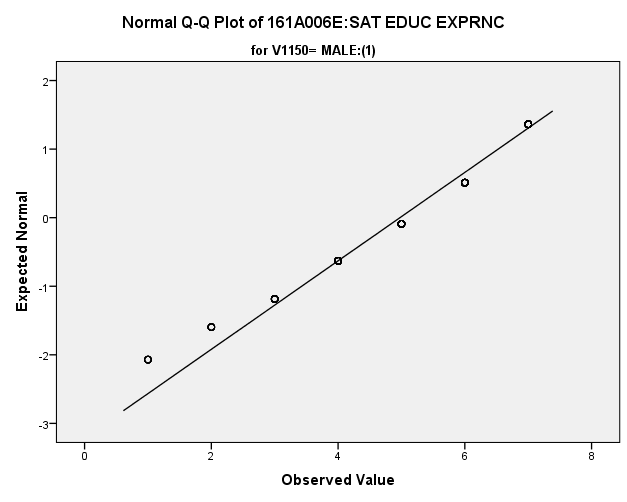 Normal Q-Q Plot of 161A006E:SAT EDUC EXPRNC
for V1150= MALE:(1)
Expected Normal
2
1
0
-1
-2
-3
0 2 4 6 8
Observed Value